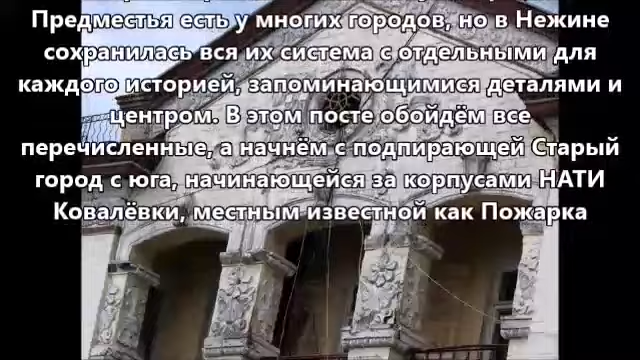 Предместья есть у многих городов, но в Нежине
сохранилась вся их система с отдельными для
каждого историей, запоминающимися деталями и
центром. В этом посте обойдём все
перечисленные, а начнём с подпирающей Старый
город с юга, начинающейся за корпусами НАТИ
Ковалёвки, местным известной как Пожарка